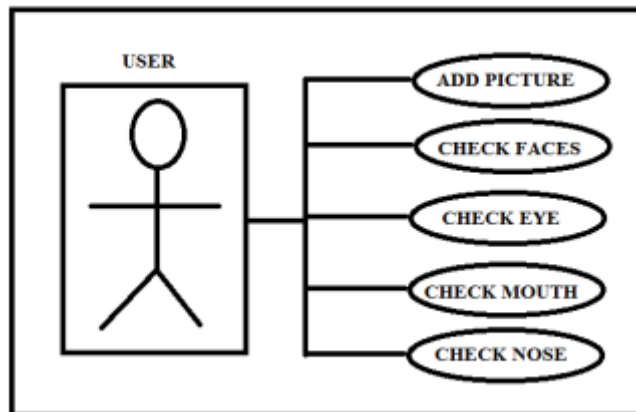 USER
ADD PICTURE
CHECK FACES
CHECK EYE
CHECK MOUTH
CHECK NOSE